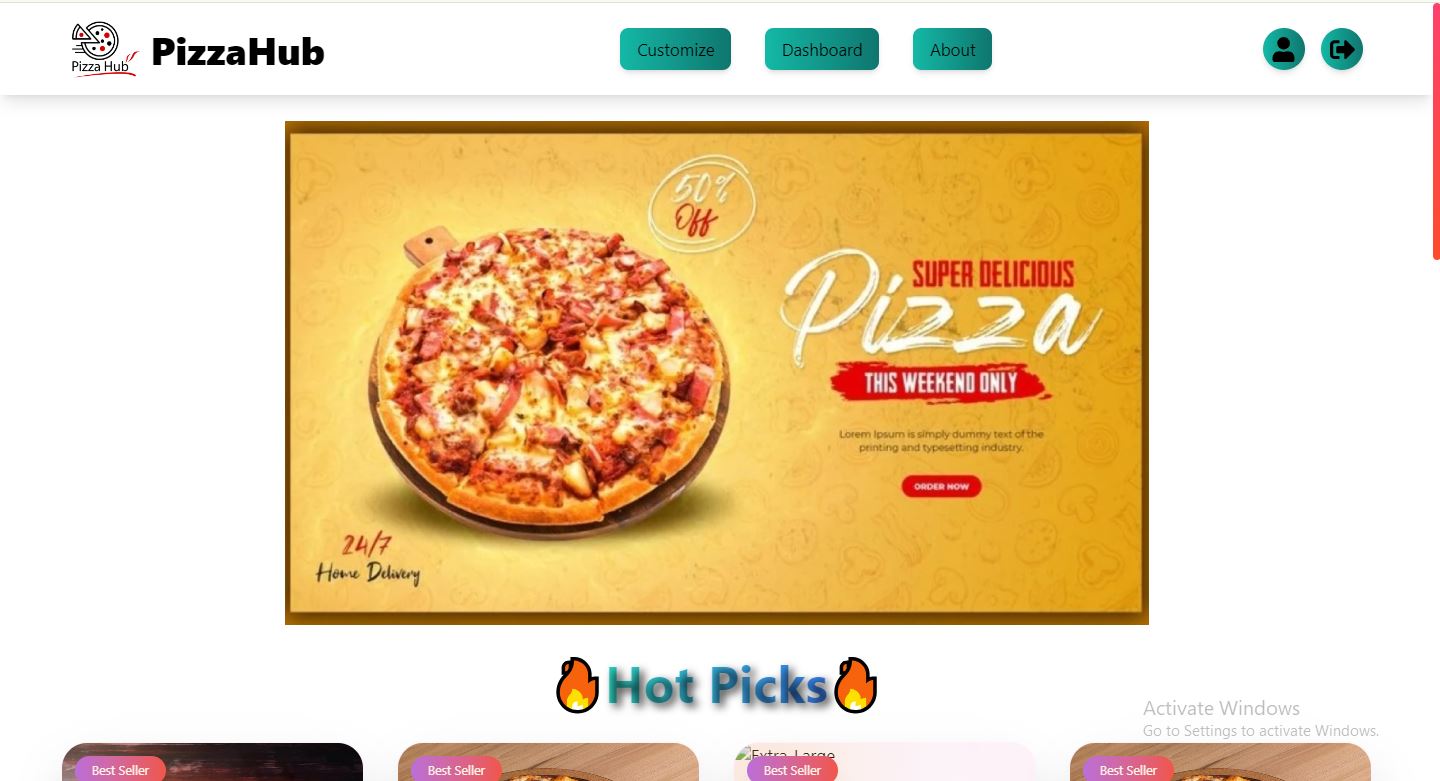 Pizza Hub
PizzaHub
Customize
Dashboard
About
50%
Off
SUPER DELICIOUS
Pizza
THIS WEEKEND ONLY
Lorem Ipsum is simply dummy text of the
printing and typesetting industry.
ORDER NOW
24/7
Home Delivery
🔥Hot Picks🔥
Activate Windows
Go to Settings to activate Windows.
Best Seller
Best Seller
Extra-Large
Best Seller
Best Seller